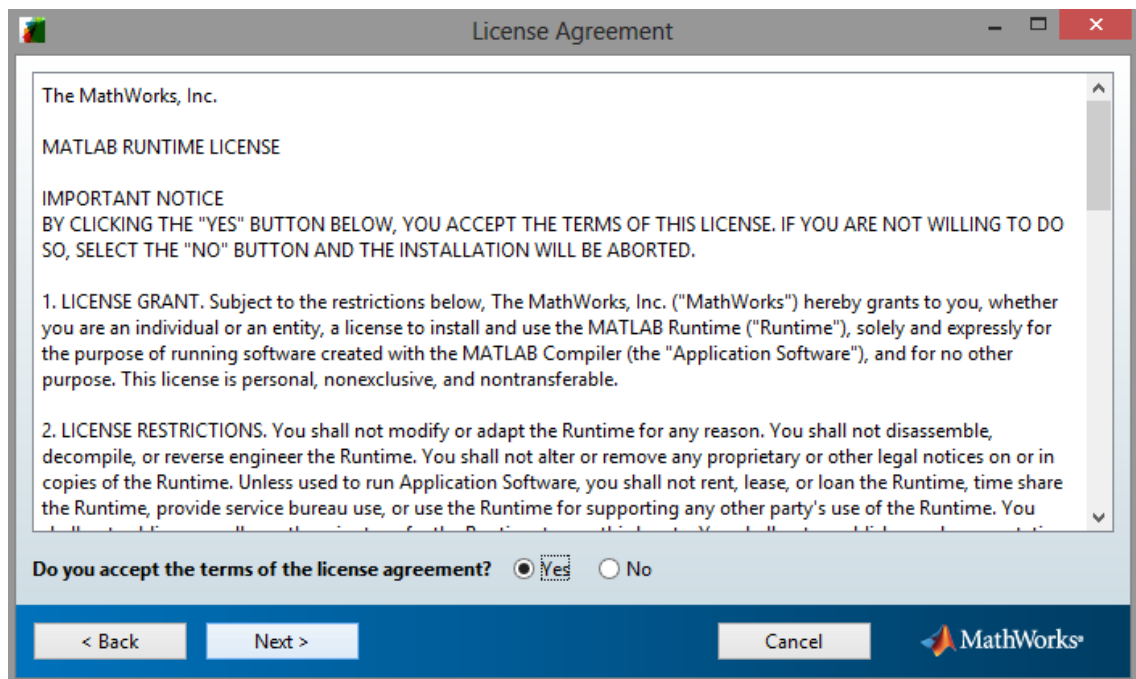 License Agreement
The MathWorks, Inc.
MATLAB RUNTIME LICENSE
IMPORTANT NOTICE
BY CLICKING THE "YES" BUTTON BELOW, YOU ACCEPT THE TERMS OF THIS LICENSE. IF YOU ARE NOT WILLING TO DO
SO, SELECT THE "NO" BUTTON AND THE INSTALLATION WILL BE ABORTED.
1. LICENSE GRANT. Subject to the restrictions below, The MathWorks, Inc. ("MathWorks") hereby grants to you, whether
you are an individual or an entity, a license to install and use the MATLAB Runtime ("Runtime"), solely and expressly for
the purpose of running software created with the MATLAB Compiler (the "Application Software"), and for no other
purpose. This license is personal, nonexclusive, and nontransferable.
2. LICENSE RESTRICTIONS. You shall not modify or adapt the Runtime for any reason. You shall not disassemble,
decompile, or reverse engineer the Runtime. You shall not alter or remove any proprietary or other legal notices on or in
copies of the Runtime. Unless used to run Application Software, you shall not rent, lease, or loan the Runtime, time share
the Runtime, provide service bureau use, or use the Runtime for supporting any other party's use of the Runtime. You
Do you accept the terms of the license agreement? Yes No
< Back Next > Cancel MathWorks®